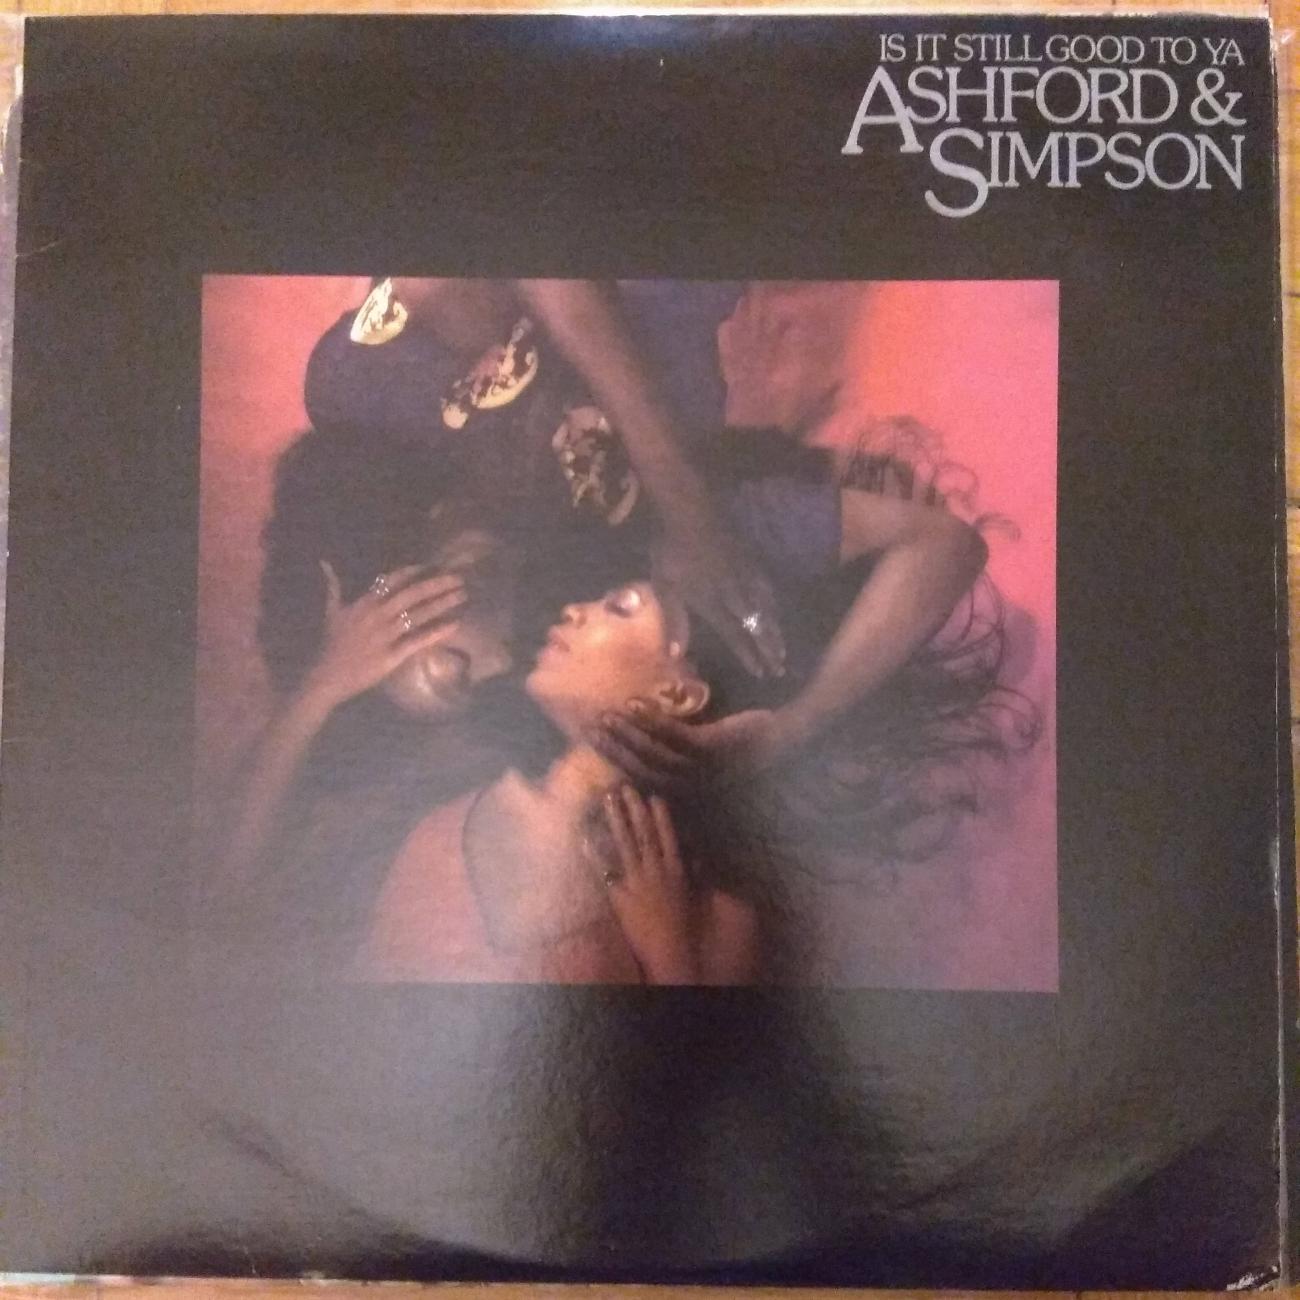 IS IT STILL GOOD TO YA
ASHFORD &
SIMPSON